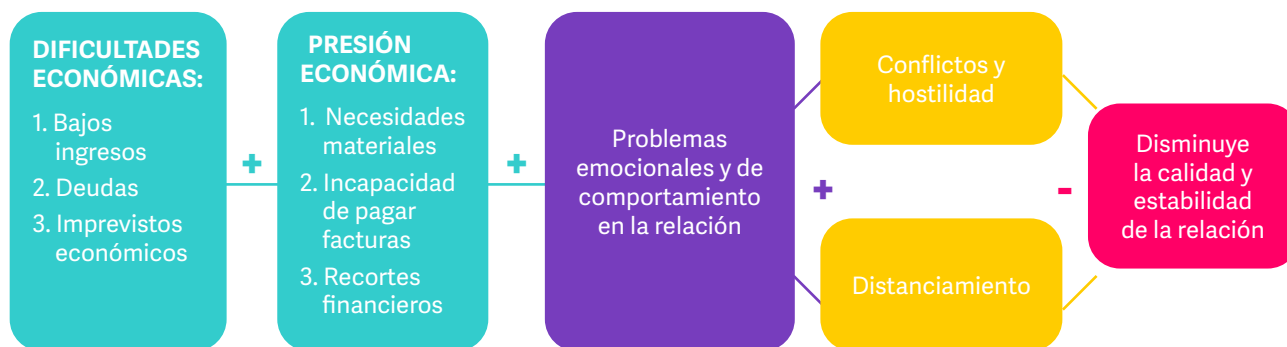 DIFICULTADES
ECONÓMICAS:
1. Bajos
ingresos
2. Deudas
3. Imprevistos
económicos
+
PRESIÓN
ECONÓMICA:
1. Necesidades
materiales
2. Incapacidad
de pagar
facturas
3. Recortes
financieros
+
Problemas
emocionales y de
comportamiento
en la relación
+
Conflictos y
hostilidad
Distanciamiento
-
Disminuye
la calidad y
estabilidad
de la relación